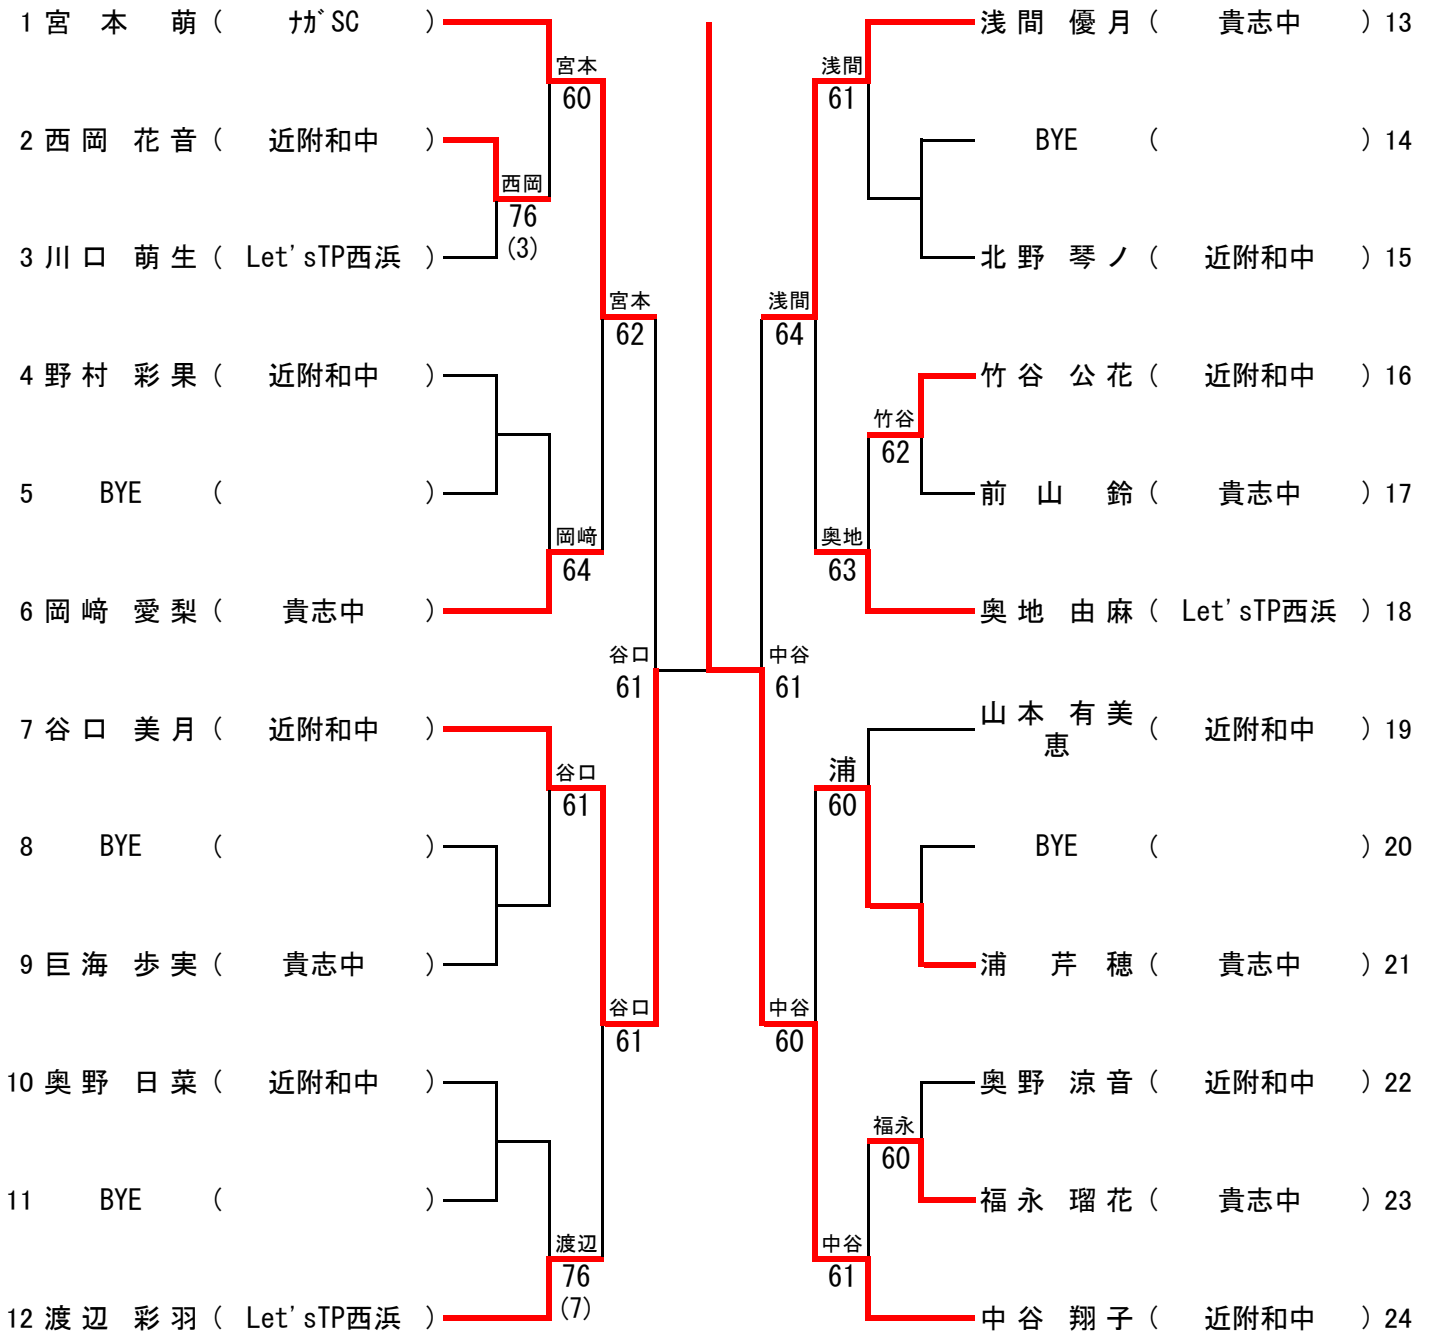 1 宮 本 萌 ( ﾅｶﾞSC )
宮本
60
2 西 岡 花 音 ( 近附和中 )
西岡
76
(3)
3 川 口 萌 生 ( Let'sTP西浜 )
宮本
62
4 野 村 彩 果 ( 近附和中 )
5 BYE ( )
岡﨑
64
6 岡 﨑 愛 梨 ( 貴志中 )
谷口
61
7 谷 口 美 月 ( 近附和中 )
谷口
61
8 BYE ( )
9 巨 海 歩 実 ( 貴志中 )
谷口
61
10 奥 野 日 菜 ( 近附和中 )
11 BYE ( )
渡辺
76
(7)
12 渡 辺 彩 羽 ( Let'sTP西浜 )
浅 間 優 月 ( 貴志中 ) 13
浅間
61
BYE ( ) 14
北 野 琴 ノ ( 近附和中 ) 15
浅間
64
竹 谷 公 花 ( 近附和中 ) 16
竹谷
62
前 山 鈴 ( 貴志中 ) 17
奥地
63
奥 地 由 麻 ( Let'sTP西浜 ) 18
中谷
61
山 本 有 美
恵
( 近附和中 ) 19
浦
60
BYE ( ) 20
浦 芹 穂 ( 貴志中 ) 21
中谷
60
奥 野 涼 音 ( 近附和中 ) 22
福永
60
福 永 瑠 花 ( 貴志中 ) 23
中谷
61
中 谷 翔 子 ( 近附和中 ) 24